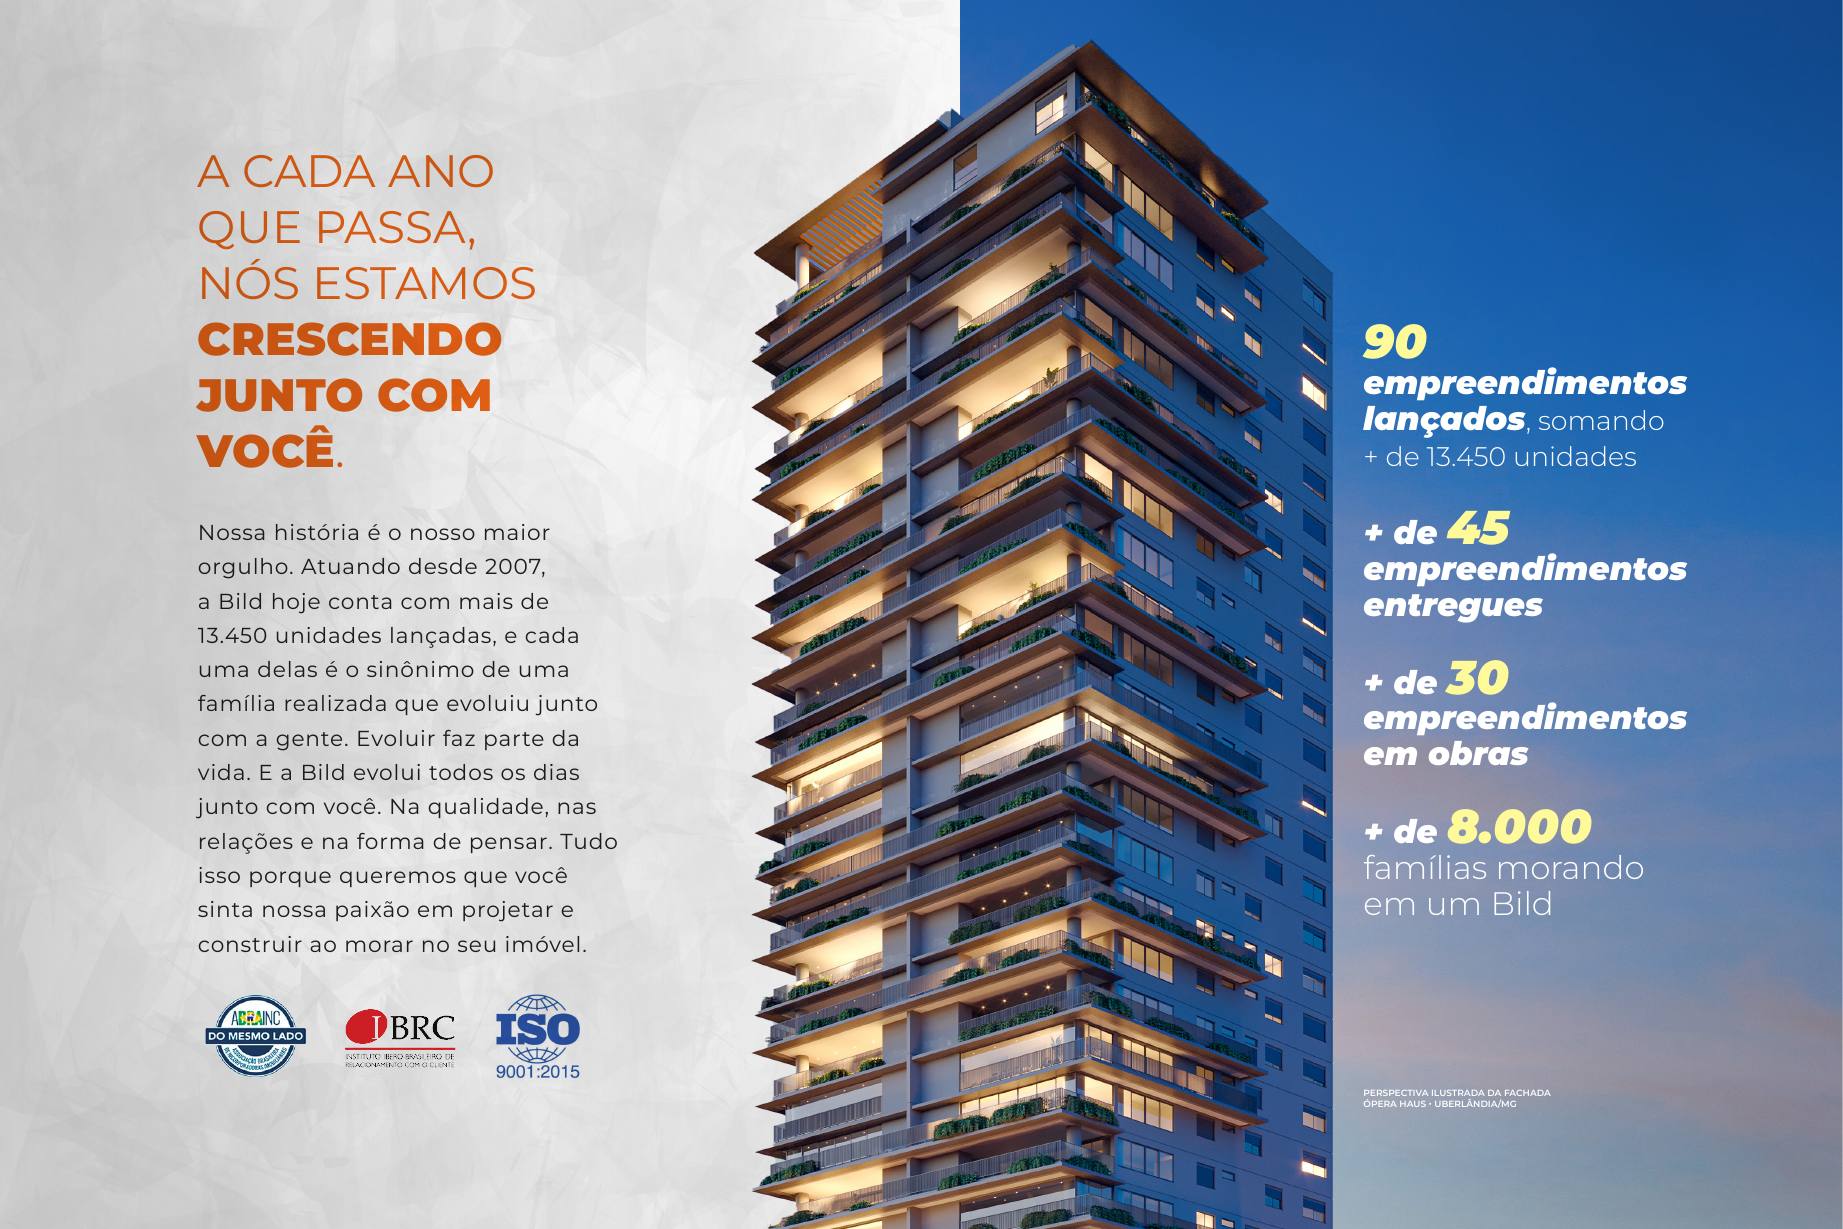 A CADA ANO
QUE PASSA,
NÓS ESTAMOS
CRESCENDO
JUNTO COM
VOCÊ.
Nossa história é o nosso maior
orgulho. Atuando desde 2007,
a Bild hoje conta com mais de
13.450 unidades lançadas, e cada
uma delas é o sinônimo de uma
família realizada que evoluiu junto
com a gente. Evoluir faz parte da
vida. E a Bild evolui todos os dias
junto com você. Na qualidade, nas
relações e na forma de pensar. Tudo
isso porque queremos que você
sinta nossa paixão em projetar e
construir ao morar no seu imóvel.
ABRAINC
DO MESMO LADO
ASSOCIAÇÃO BRASILEIRA
DE INCORPORADORAS IMOBILIÁRIAS
IBRC
INSTITUTO IBERO-BRASILEIRO DE
RELACIONAMENTO COM O CLIENTE
ISO
9001:2015
90
empreendimentos
lançados, somando
+ de 13.450 unidades
+ de 45
empreendimentos
entregues
+ de 30
empreendimentos
em obras
+ de 8.000
famílias morando
em um Bild
PERSPECTIVA ILUSTRADA DA FACHADA
ÓPERA HAUS • UBERLÂNDIA/MG